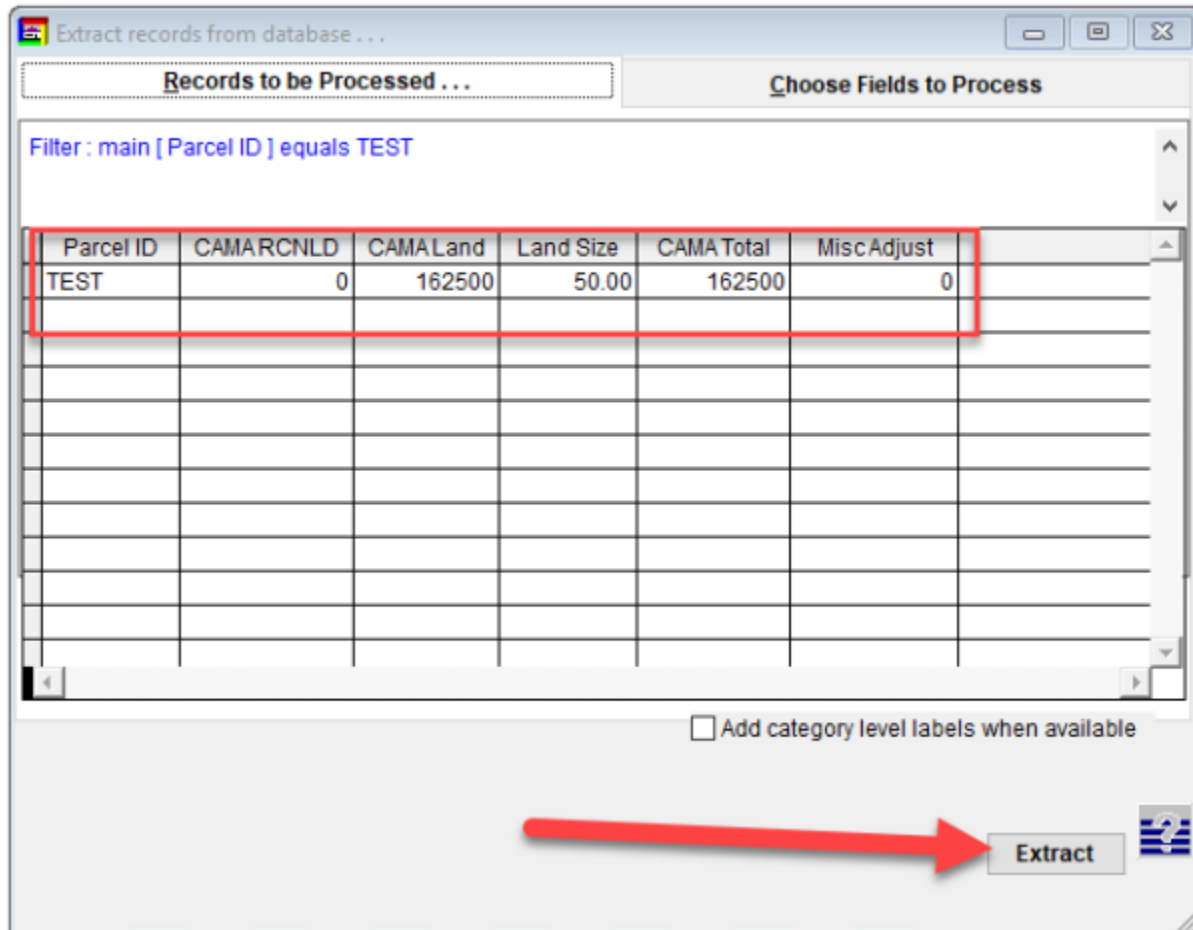 Extract records from database . . .
Records to be Processed . . .
Choose Fields to Process
Filter : main [ Parcel ID ] equals TEST
Parcel ID CAMA RCNLD CAMA Land Land Size CAMA Total Misc Adjust
TEST 0 162500 50.00 162500 0
Add category level labels when available
Extract
?